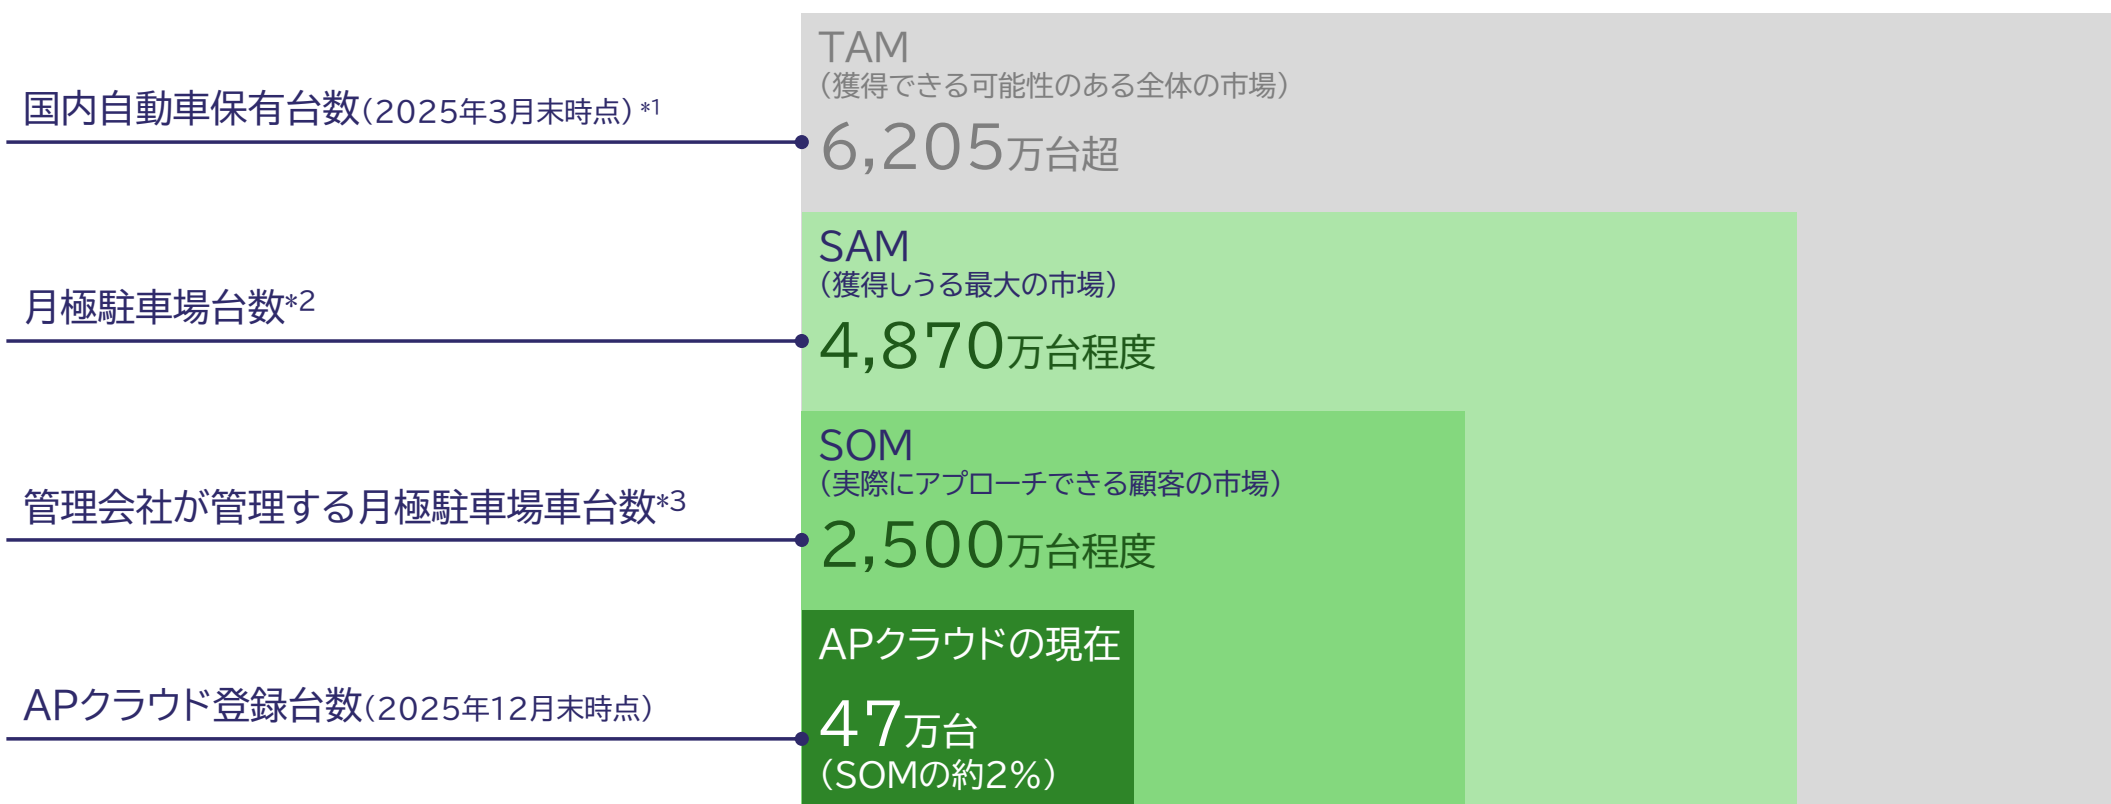 国内自動車保有台数（2025年3月末時点）*1
TAM
（獲得できる可能性のある全体の市場）
6,205万台超
月極駐車場台数*2
SAM
（獲得しうる最大の市場）
4,870万台程度
管理会社が管理する月極駐車場車台数*3
SOM
（実際にアプローチできる顧客の市場）
2,500万台程度
APクラウド登録台数（2025年12月末時点）
APクラウドの現在
47万台
（SOMの約2%）